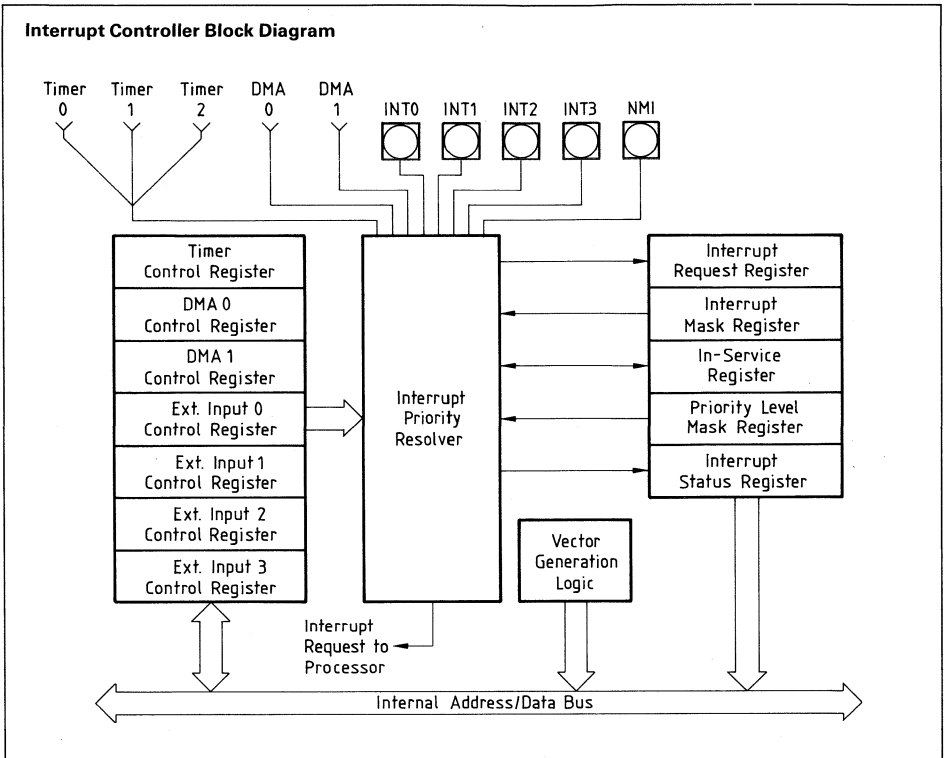 Interrupt Controller Block Diagram
Timer 0
Timer 1
Timer 2
DMA 0
DMA 1
INT0
INT1
INT2
INT3
NMI
Timer
Control Register
DMA 0
Control Register
DMA 1
Control Register
Ext. Input 0
Control Register
Ext. Input 1
Control Register
Ext. Input 2
Control Register
Ext. Input 3
Control Register
Interrupt
Priority
Resolver
Interrupt
Request Register
Interrupt
Mask Register
In-Service
Register
Priority Level
Mask Register
Interrupt
Status Register
Vector
Generation
Logic
Interrupt
Request to
Processor
Internal Address/Data Bus